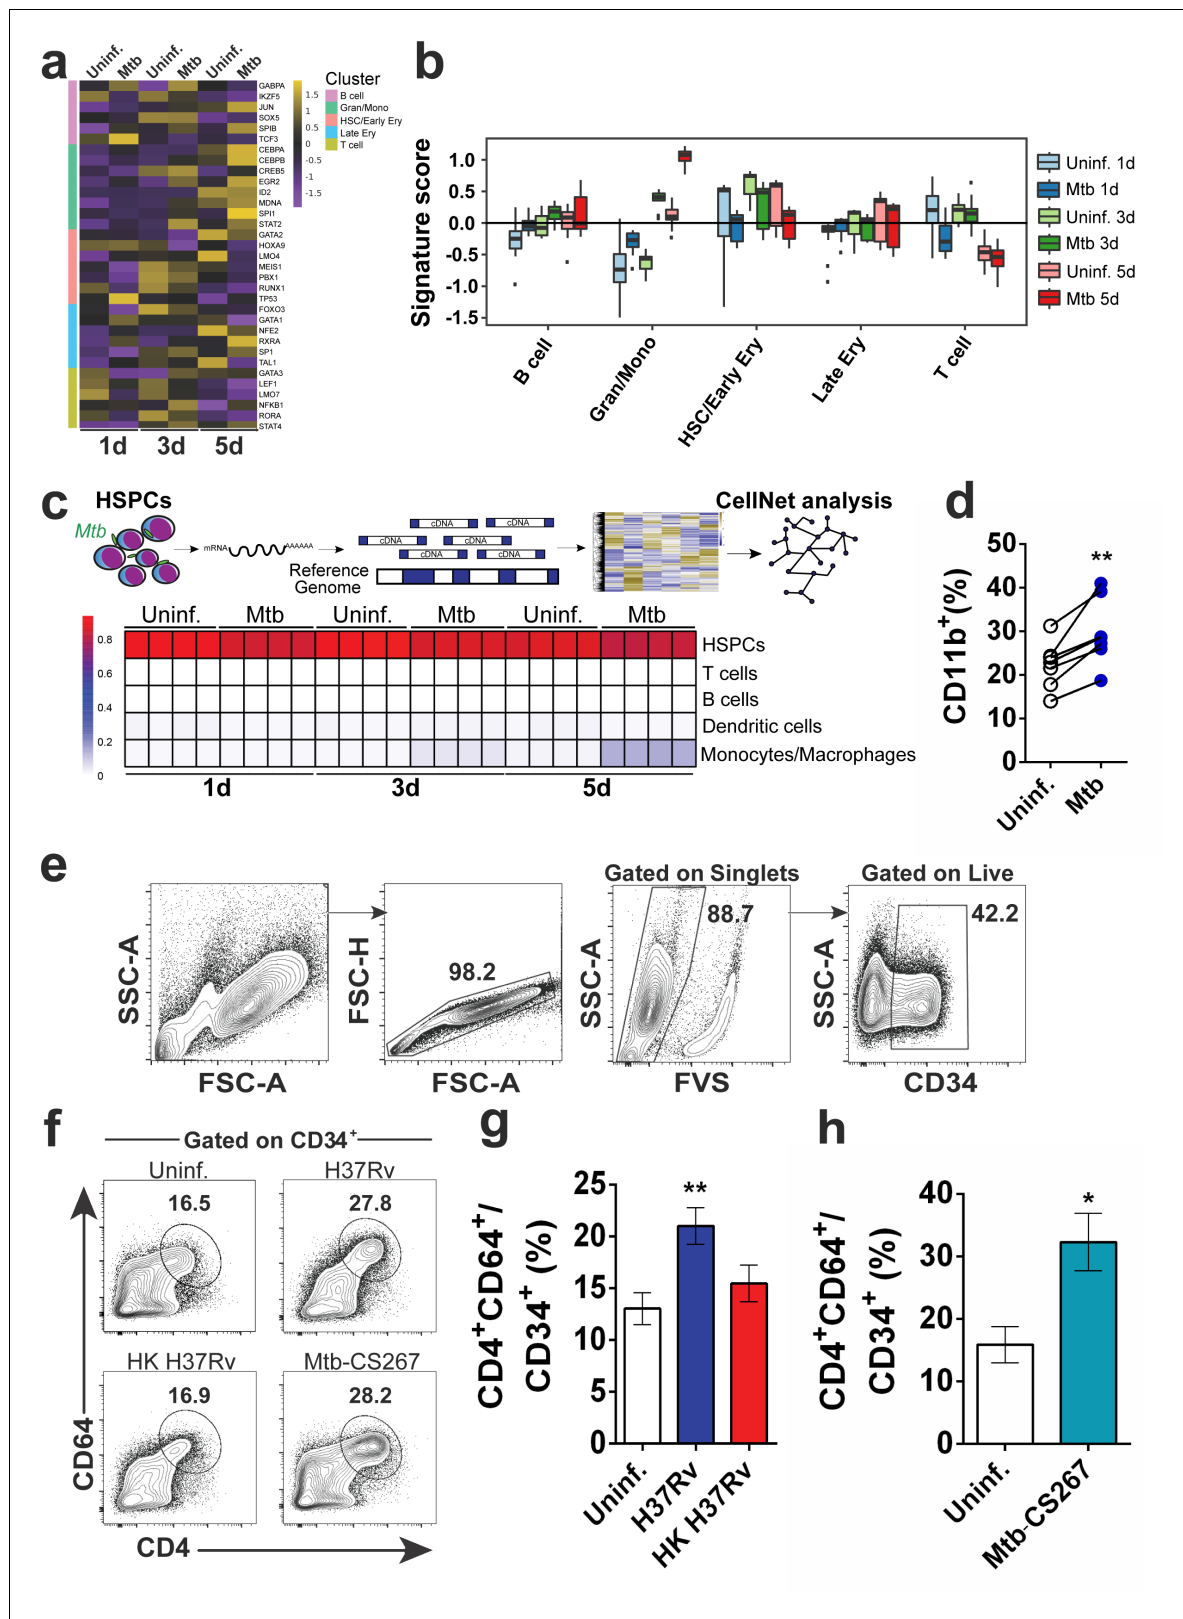 a
Uninf. Mtb Uninf. Mtb Uninf. Mtb
GABPA
IKZF5
JUN
SOX5
SPIB
TCF3
CEBPA
CEBPB
CREB5
EGR2
ID2
MDNA
SPI1
STAT2
GATA2
HOXA9
LMO4
MEIS1
PBX1
RUNX1
TP53
FOXO3
GATA1
NFE2
RXRA
SP1
TAL1
GATA3
LEF1
LMO7
NFKB1
RORA
STAT4
1d 3d 5d
1.5
1
0.5
0
-0.5
-1
-1.5
Cluster
B cell
Gran/Mono
HSC/Early Ery
Late Ery
T cell
b
Signature score
1.0
0.5
0.0
-0.5
-1.0
-1.5
B cell
Gran/Mono
HSC/Early Ery
Late Ery
T cell
Uninf. 1d
Mtb 1d
Uninf. 3d
Mtb 3d
Uninf. 5d
Mtb 5d
c
HSPCs
Mtb
mRNA
AAAAAA
cDNA cDNA
cDNA cDNA
cDNA cDNA
Reference
Genome
CellNet analysis
Uninf. Mtb Uninf. Mtb Uninf. Mtb
0.8
0.6
0.4
0.2
0
HSPCs
T cells
B cells
Dendritic cells
Monocytes/Macrophages
1d 3d 5d
d
CD11b+(%)
50
40
30
20
10
0
**
Uninf.
Mtb
e
SSC-A
FSC-A
FSC-H
98.2
FSC-A
Gated on Singlets
88.7
SSC-A
FVS
Gated on Live
42.2
SSC-A
CD34
f
Gated on CD34+
Uninf. H37Rv
16.5 27.8
HK H37Rv Mtb-CS267
16.9 28.2
CD64
CD4
g
CD4+CD64+/
CD34+ (%)
25
20
15
10
5
0
**
Uninf.
H37Rv
HK H37Rv
h
CD4+CD64+/
CD34+ (%)
40
30
20
10
0
*
Uninf.
Mtb-CS267